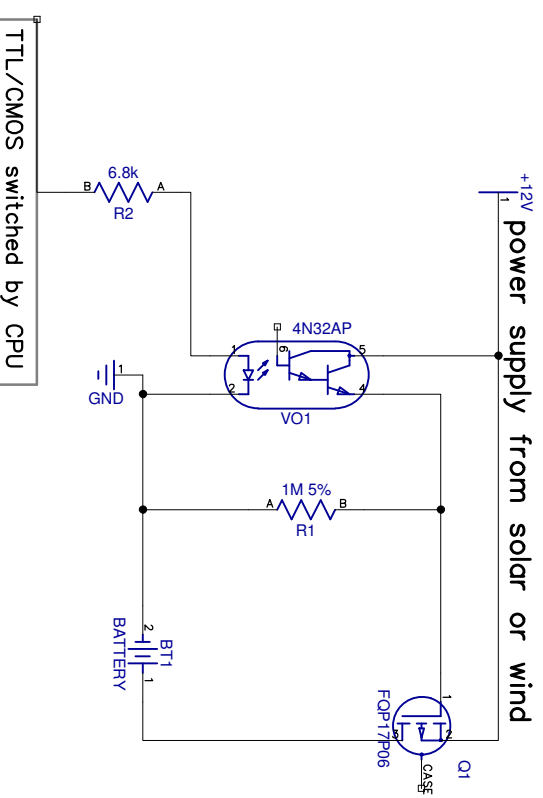 +12V
1
power supply from solar or wind
TTL/CMOS switched by CPU
6.8k
B
A
R2
4N32AP
1
2
6
5
4
VO1
1
GND
1M 5%
A
B
R1
2
1
BT1
BATTERY
1
2
3
FQP17P06
Q1
CASE